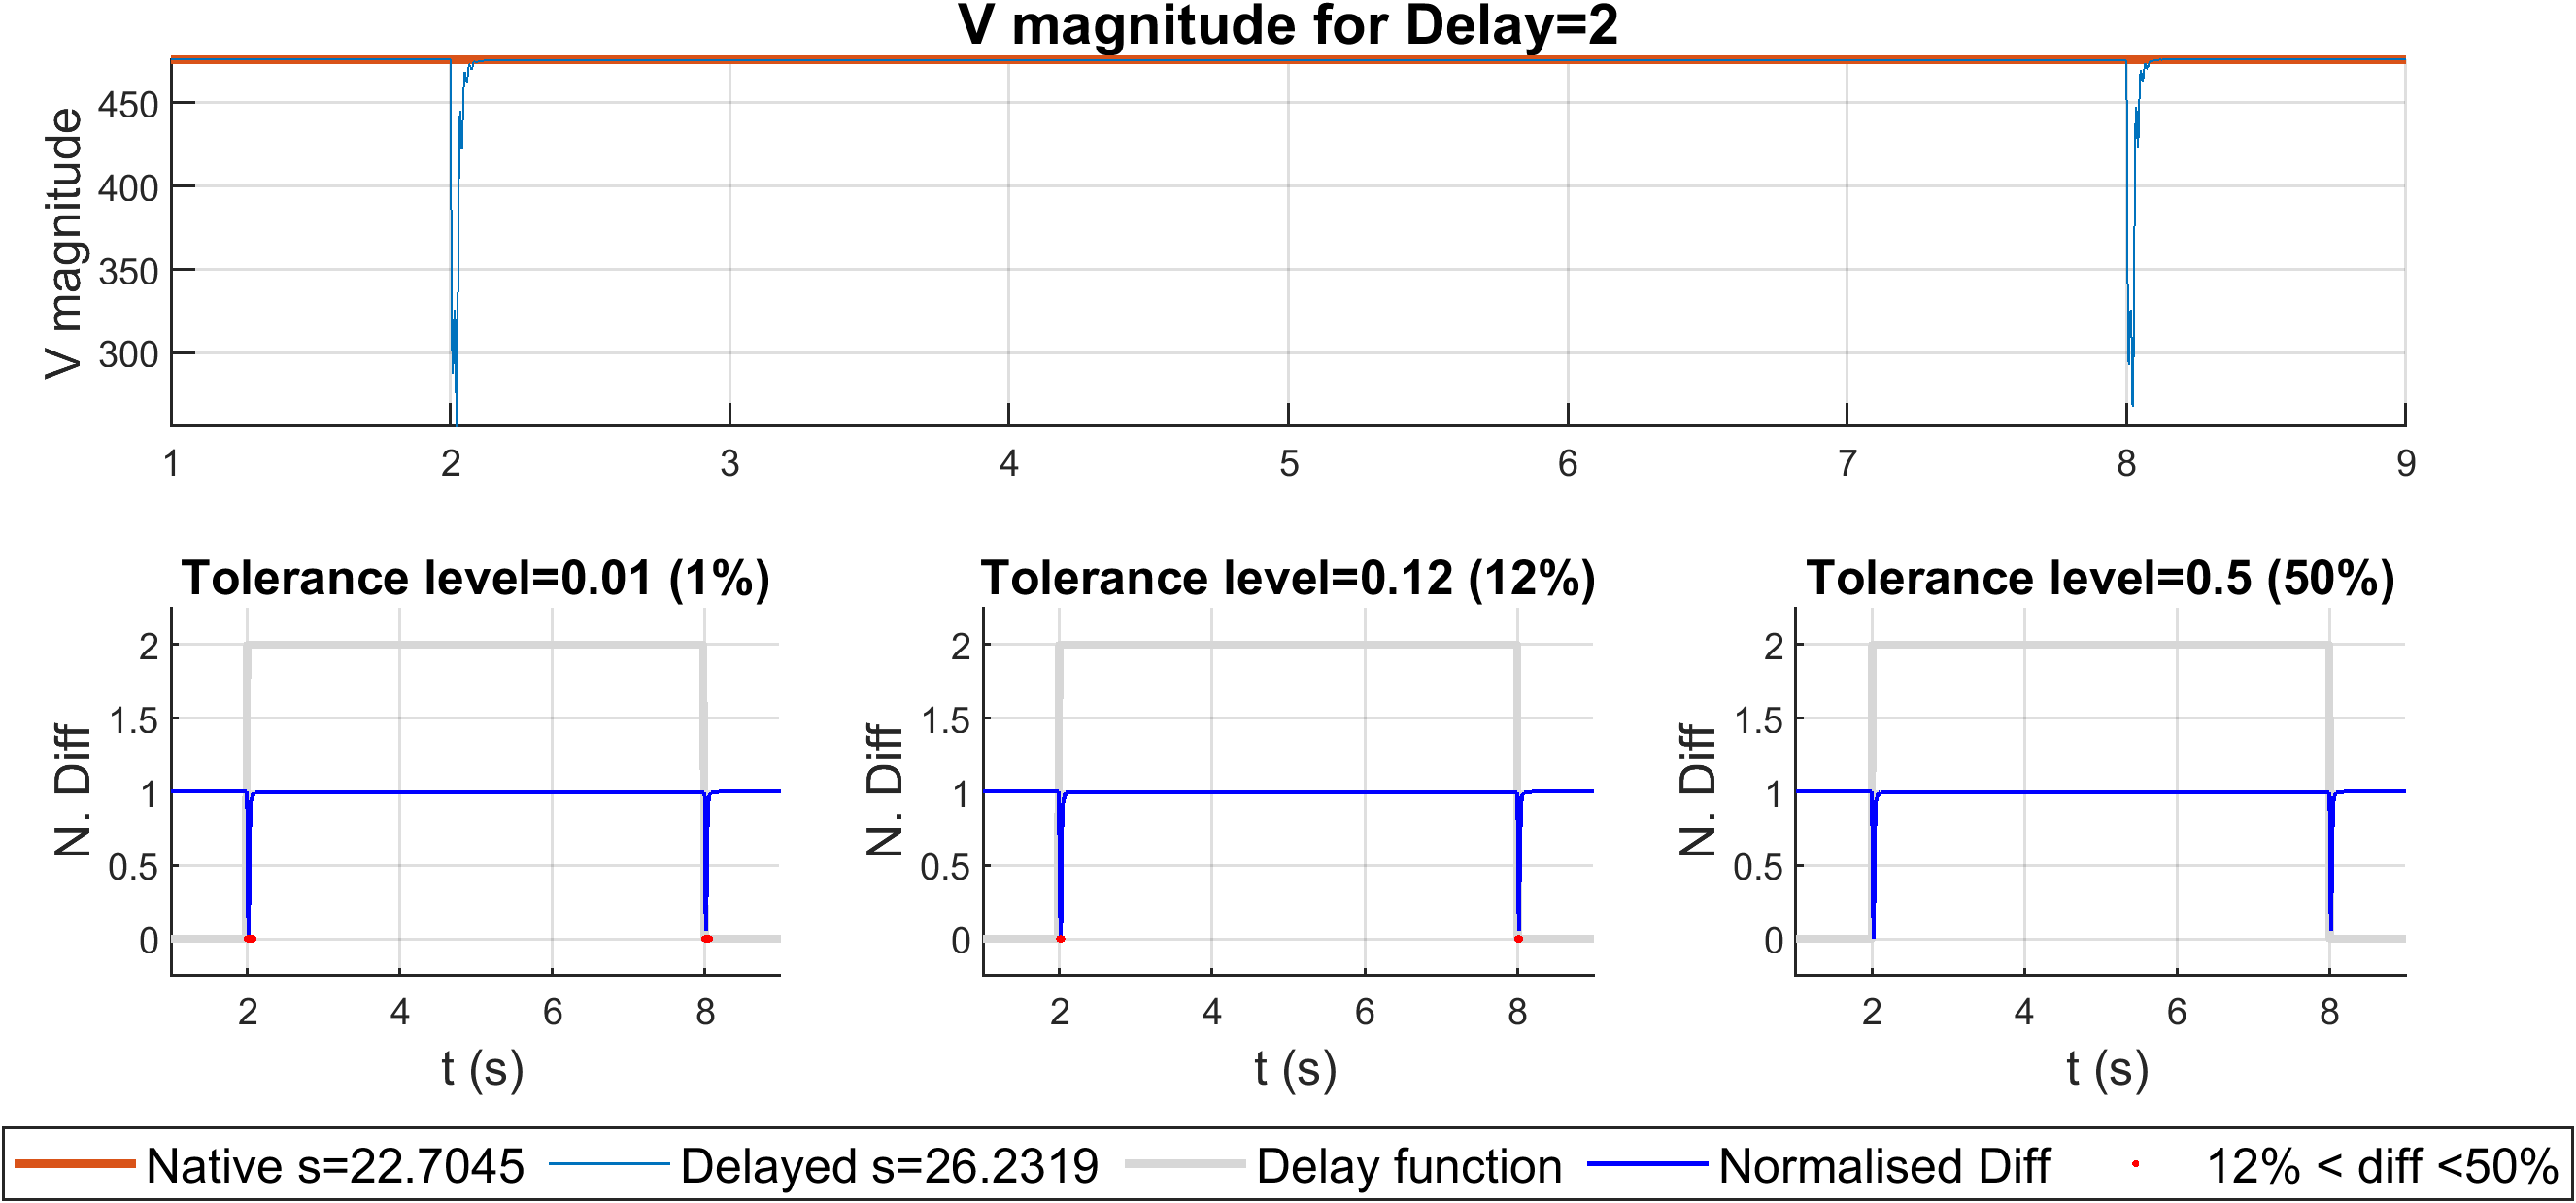 V magnitude for Delay=2
V magnitude
450
400
350
300
1 2 3 4 5 6 7 8 9
Tolerance level=0.01 (1%)
N. Diff
2
1.5
1
0.5
0
2 4 6 8
t (s)
Tolerance level=0.12 (12%)
N. Diff
2
1.5
1
0.5
0
2 4 6 8
t (s)
Tolerance level=0.5 (50%)
N. Diff
2
1.5
1
0.5
0
2 4 6 8
t (s)
Native s=22.7045 Delayed s=26.2319 Delay function Normalised Diff 12% < diff <50%